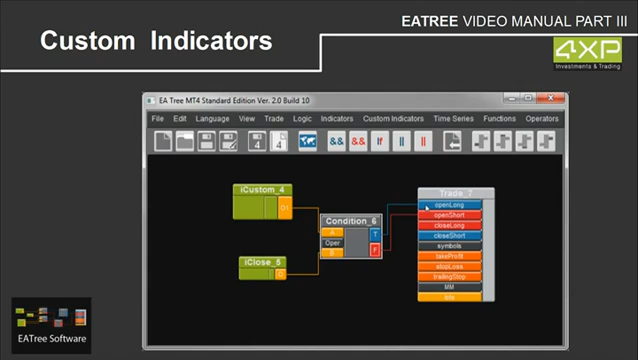 EATREE VIDEO MANUAL PART III
Custom Indicators
4XP
Investments & Trading
EA Tree MT4 Standard Edition Ver. 2.0 Build 10
File Edit Language View Trade Logic Indicators Custom Indicators Time Series Functions Operators
4 4 && && If || ||
iCustom_4
O1
Condition_6
A T
Oper
B F
iClose_5
O
Trade_7
openLong
openShort
closeLong
closeShort
symbols
takeProfit
stopLoss
trailingStop
MM
lots
EATree Software